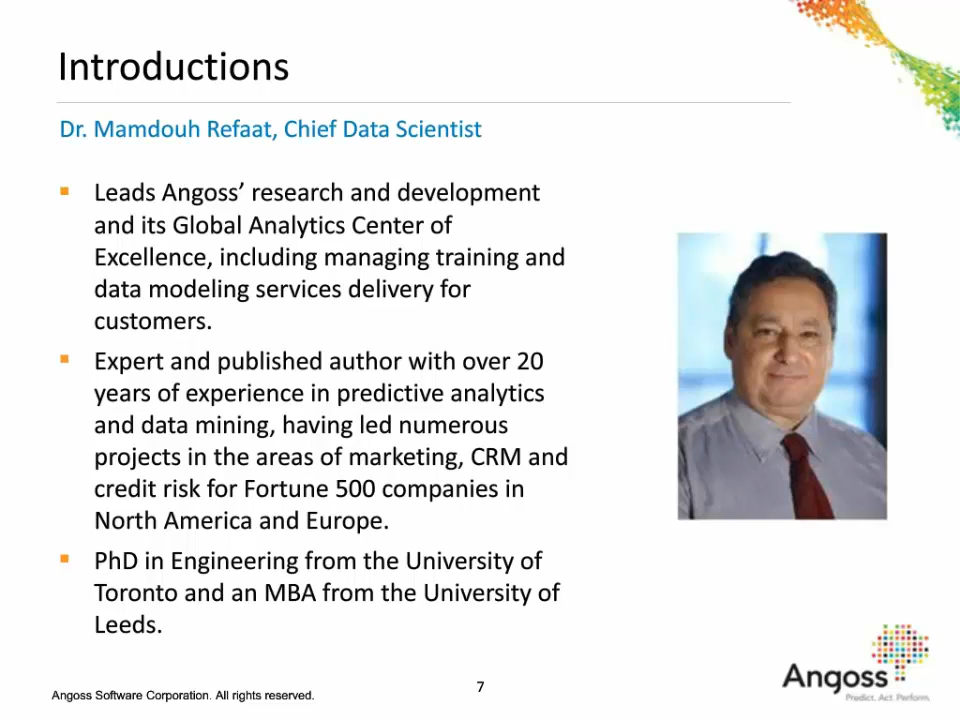 Introductions
Dr. Mamdouh Refaat, Chief Data Scientist
▪ Leads Angoss’ research and development
and its Global Analytics Center of
Excellence, including managing training and
data modeling services delivery for
customers.
▪ Expert and published author with over 20
years of experience in predictive analytics
and data mining, having led numerous
projects in the areas of marketing, CRM and
credit risk for Fortune 500 companies in
North America and Europe.
▪ PhD in Engineering from the University of
Toronto and an MBA from the University of
Leeds.
Angoss Software Corporation. All rights reserved.
7
Angoss
Predict. Act. Perform.